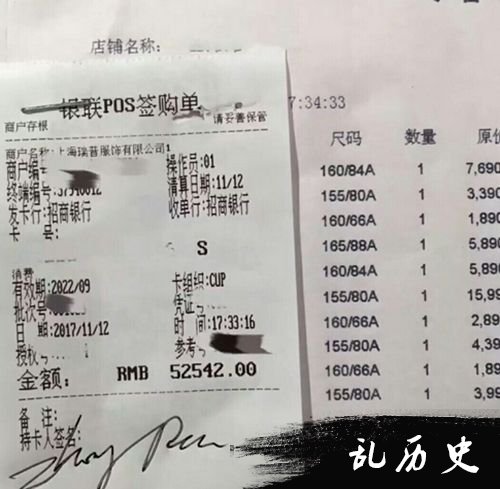 店铺名称:
7:34:33
银联POS签购单
商户存根 请妥善保管
商户名称:上海瑞普服饰有限公司1
商户编 操作员:01
终端编号: 清算日期:11/12
发卡行:招商银行 收单行:招商银行
卡 号:
S
消费
有效期:2022/09 卡组织:CUP
批次号 凭证号
日 期:2017/11/12 时 间:17:33:16
授权号 参考号
金额: RMB 52542.00
备 注:
持卡人签名:
尺码 数量 原价
160/84A 1 7,690
155/80A 1 3,390
160/66A 1 1,890
165/88A 1 5,890
160/84A 1 5,890
155/80A 1 15,99
160/66A 1 2,89
155/80A 1 4,39
160/66A 1 1,89
155/80A 1 3,99
乱历史